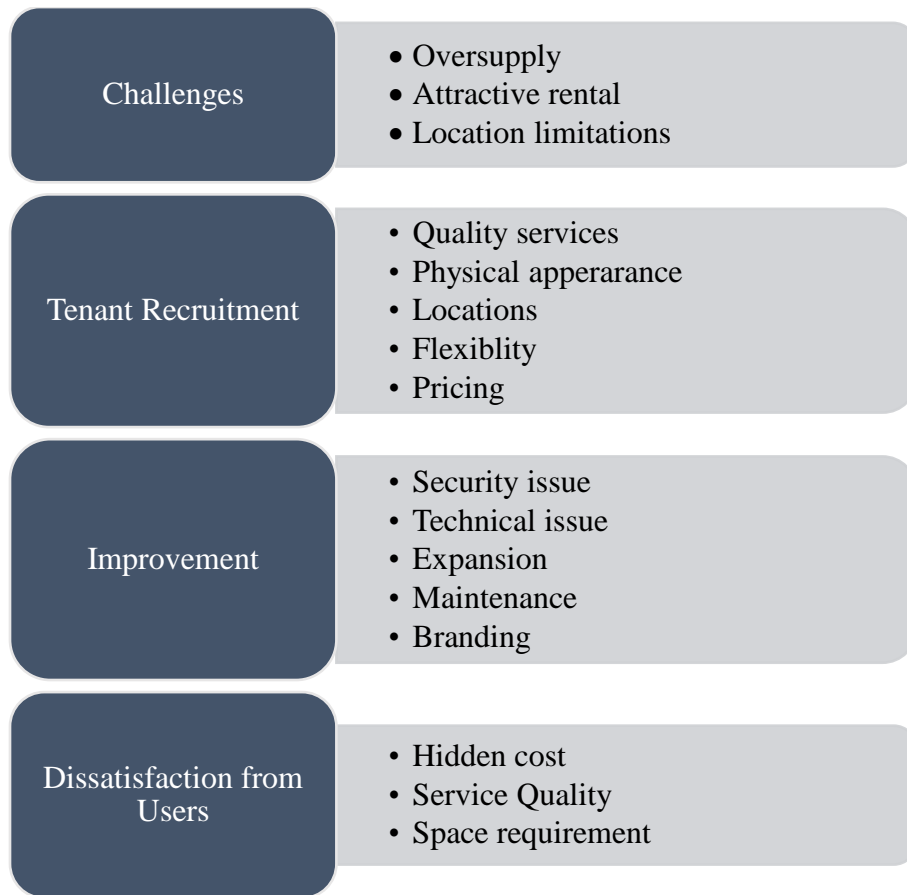 Challenges
• Oversupply
• Attractive rental
• Location limitations
Tenant Recruitment
• Quality services
• Physical apperarance
• Locations
• Flexiblity
• Pricing
Improvement
• Security issue
• Technical issue
• Expansion
• Maintenance
• Branding
Dissatisfaction from
Users
• Hidden cost
• Service Quality
• Space requirement